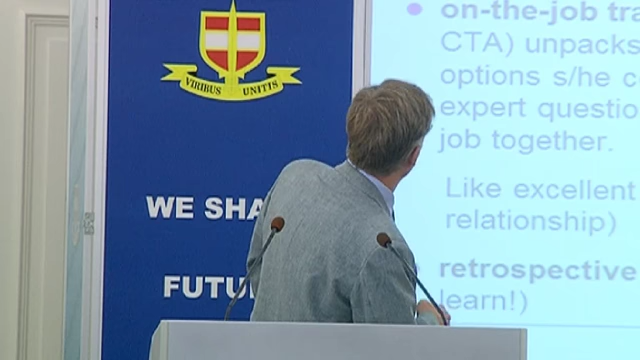 VIRIBUS UNITIS
WE SHA
FUTU
on-the-job tra
CTA) unpacks
options s/he c
expert questio
job together.
Like excellent
relationship)
retrospective
learn!)